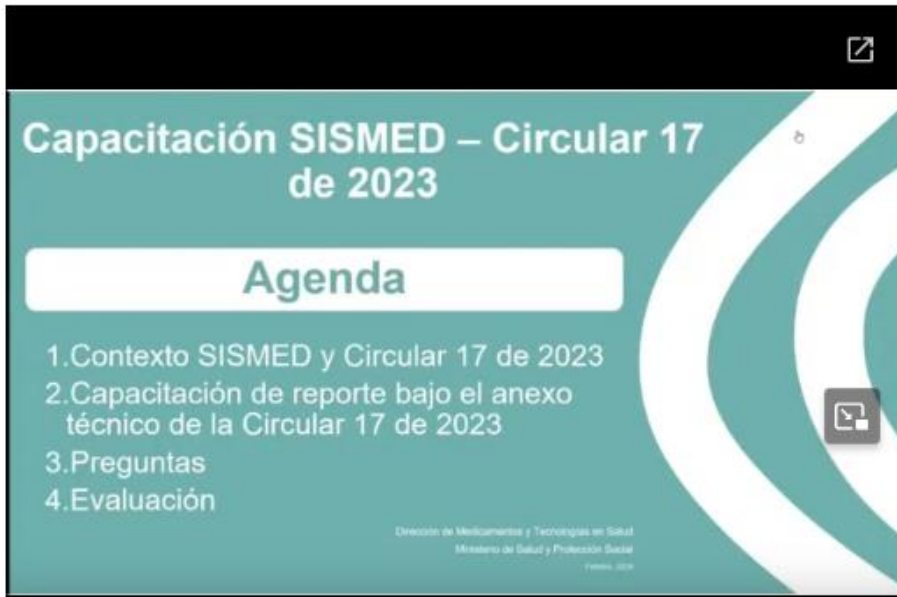 Capacitación SISMED – Circular 17
de 2023
Agenda
1.Contexto SISMED y Circular 17 de 2023
2.Capacitación de reporte bajo el anexo
técnico de la Circular 17 de 2023
3.Preguntas
4.Evaluación
Dirección de Medicamentos y Tecnologías en Salud
Ministerio de Salud y Protección Social